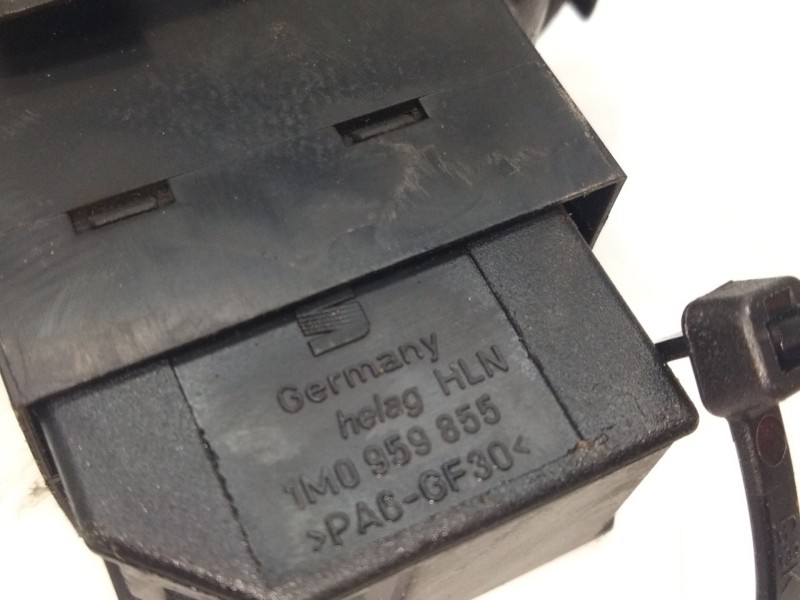 Germany
helag HLN
1M0 959 855
>PA6-GF30<